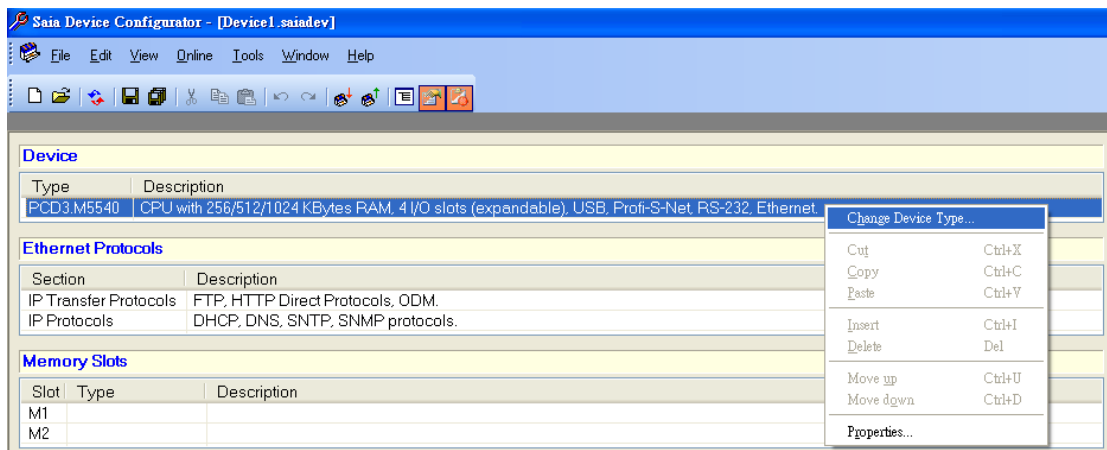 Saia Device Configurator - [Device1.saiadev]
File Edit View Online Tools Window Help
Device
Type Description
PCD3.M5540 CPU with 256/512/1024 KBytes RAM, 4 I/O slots (expandable), USB, Profi-S-Net, RS-232, Ethernet.
Change Device Type...
Cut Ctrl+X
Copy Ctrl+C
Paste Ctrl+V
Insert Ctrl+I
Delete Del
Move up Ctrl+U
Move down Ctrl+D
Properties...
Ethernet Protocols
Section Description
IP Transfer Protocols FTP, HTTP Direct Protocols, ODM.
IP Protocols DHCP, DNS, SNTP, SNMP protocols.
Memory Slots
Slot Type Description
M1
M2